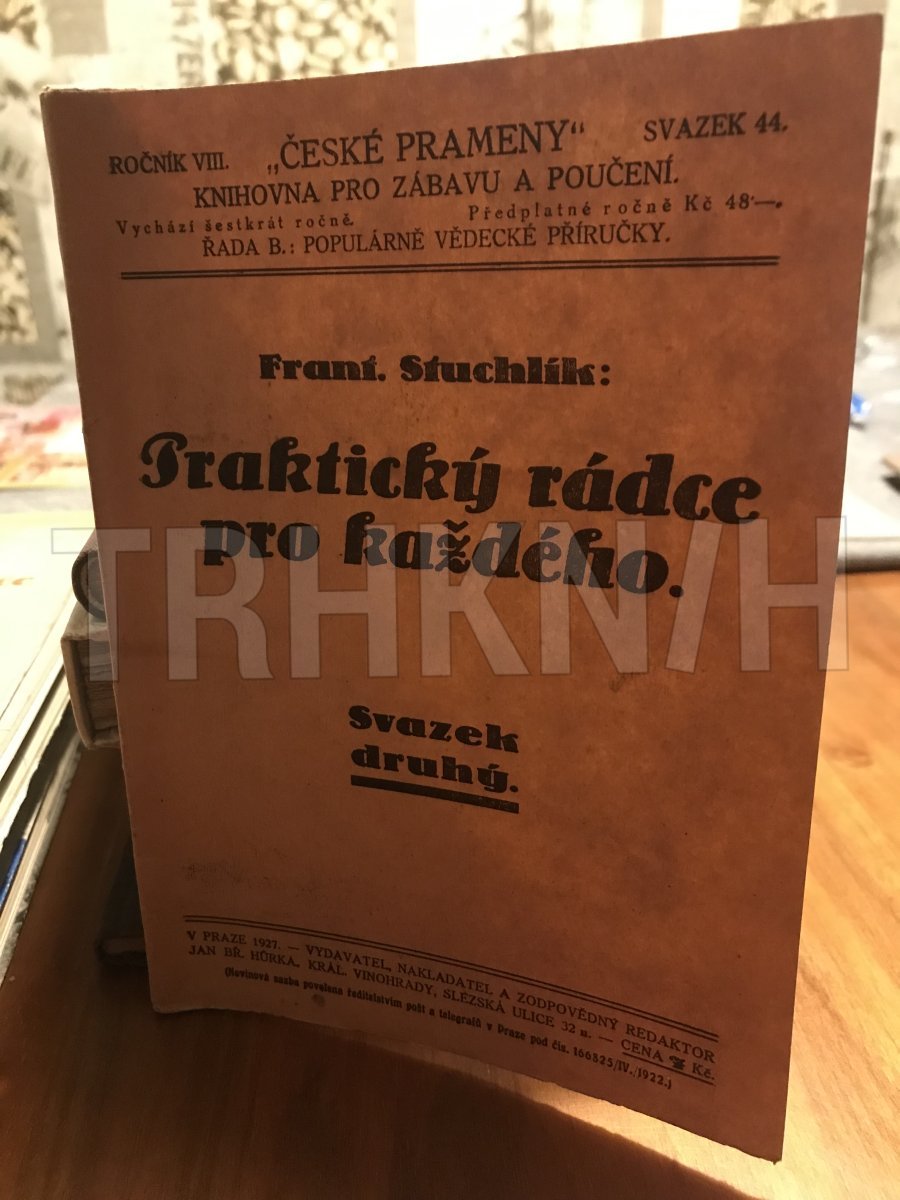 ROČNÍK VIII. „ČESKÉ PRAMENY“ SVAZEK 44.
KNIHOVNA PRO ZÁBAVU A POUČENÍ.
Vychází šestkrát ročně. Předplatné ročně Kč 48·—.
ŘADA B.: POPULÁRNĚ VĚDECKÉ PŘÍRUČKY.
Frant. Stuchlík:
Praktický rádce
pro každého.
TRHKNIH
Svazek
druhý.
V PRAZE 1927. — VYDAVATEL, NAKLADATEL A ZODPOVĚDNÝ REDAKTOR
JAN BŘ. HŮRKA, KRÁL. VINOHRADY, SLEZSKÁ ULICE 32 n. — CENA Kč.
(Novinová sazba povolena ředitelstvím pošt a telegrafů v Praze pod čís. 166825/IV./1922.)